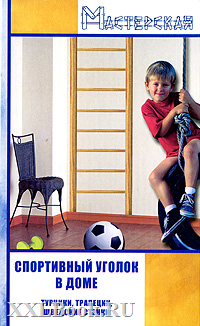 Мастерская
СПОРТИВНЫЙ УГОЛОК
В ДОМЕ
ТУРНИКИ, ТРАПЕЦИИ,